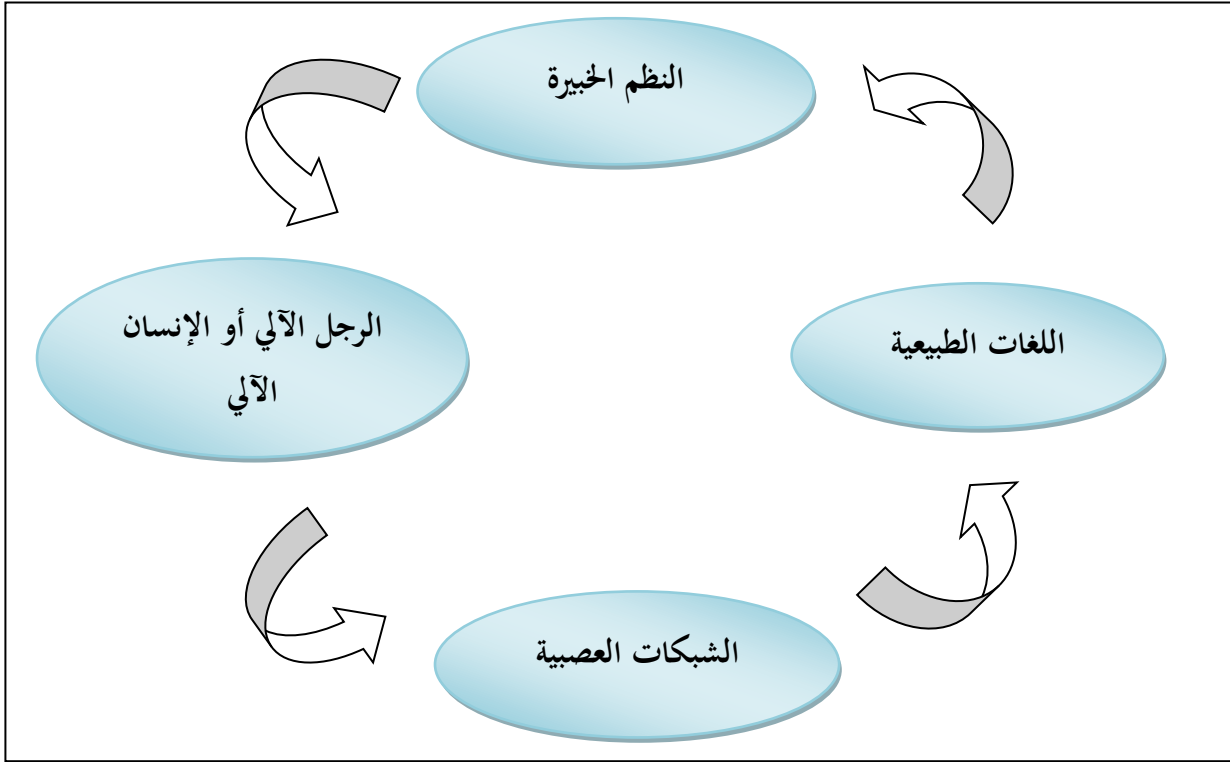 النظم الخبيرة
الرجل الآلي أو الإنسان
الآلي
اللغات الطبيعية
الشبكات العصبية